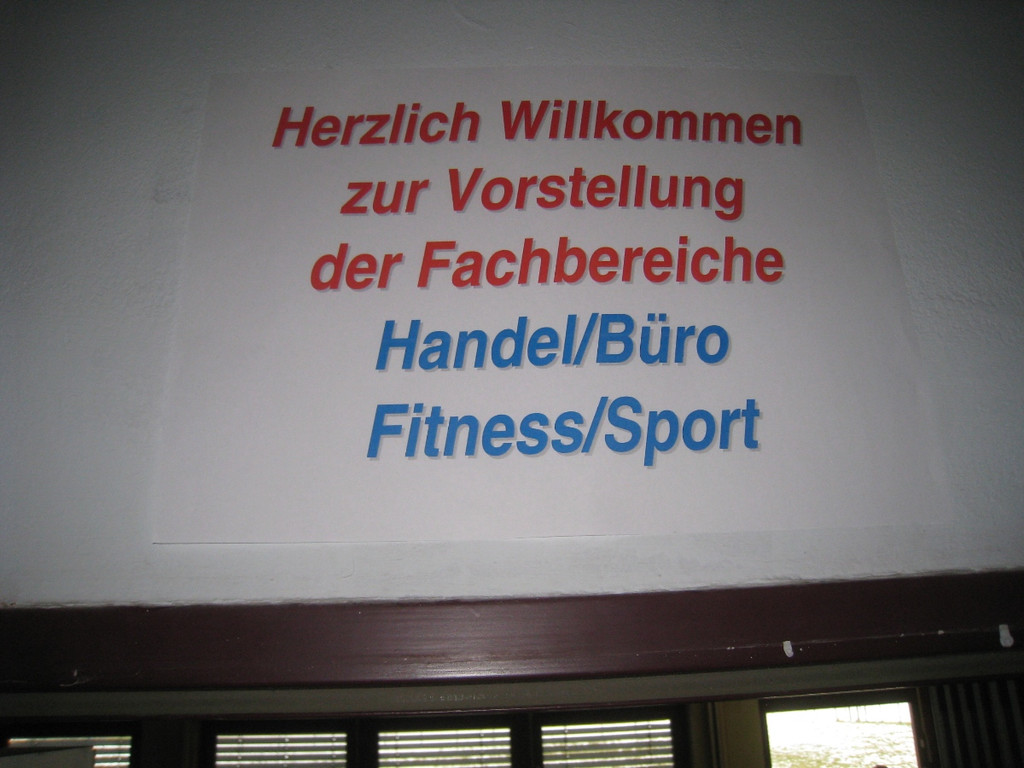 Herzlich Willkommen
zur Vorstellung
der Fachbereiche
Handel/Büro
Fitness/Sport